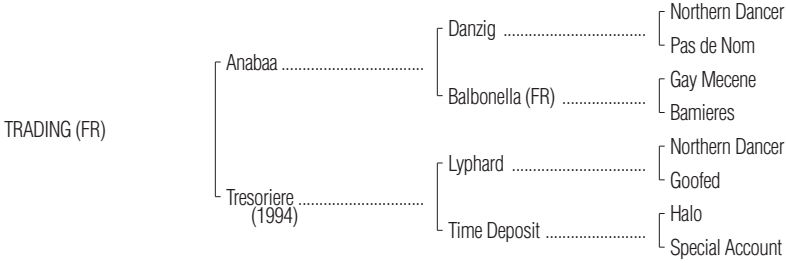 Northern Dancer
Danzig ..................................
Pas de Nom
Anabaa ..................................
Gay Mecene
Balbonella (FR) ....................
Bamieres
TRADING (FR)
Northern Dancer
Lyphard ................................
Goofed
Tresoriere ..............................
(1994)
Halo
Time Deposit ........................
Special Account